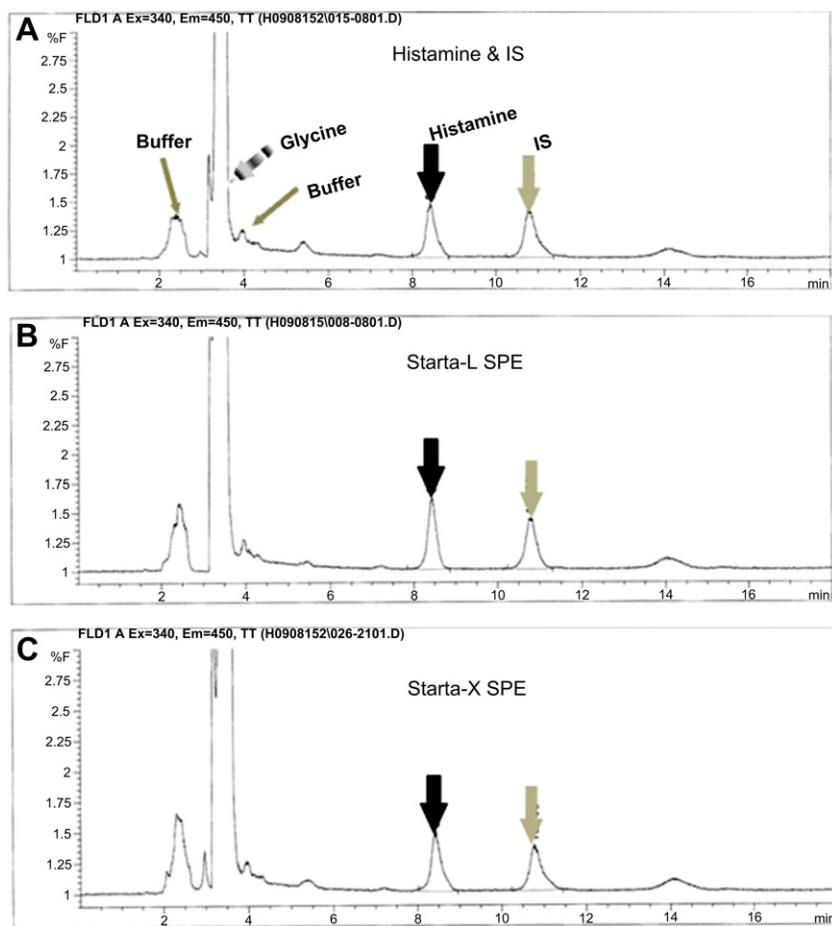 A
FLD1 A Ex=340, Em=450, TT (H0908152\015-0801.D)
%F
Histamine & IS
2.75
2.5
2.25
2
1.75
1.5
1.25
1
Buffer
Glycine
Buffer
Histamine
IS
2 4 6 8 10 12 14 16 min
B
FLD1 A Ex=340, Em=450, TT (H090815\008-0801.D)
%F
Starta-L SPE
2.75
2.5
2.25
2
1.75
1.5
1.25
1
2 4 6 8 10 12 14 16 min
C
FLD1 A Ex=340, Em=450, TT (H0908152\026-2101.D)
%F
Starta-X SPE
2.75
2.5
2.25
2
1.75
1.5
1.25
1
2 4 6 8 10 12 14 16 min